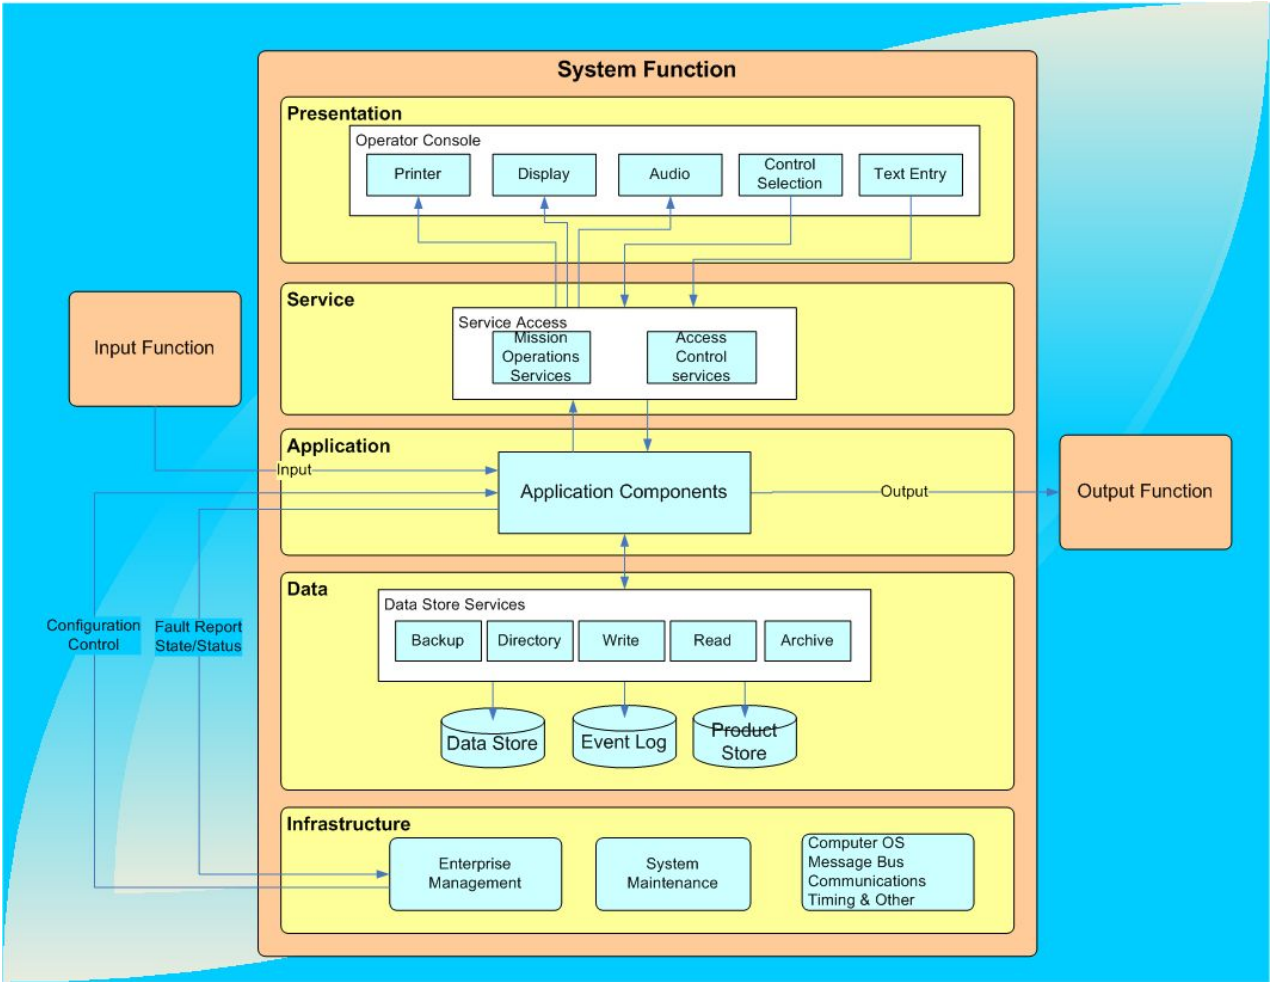 System Function
Presentation
Operator Console
Printer
Display
Audio
Control
Selection
Text Entry
Service
Service Access
Mission
Operations
Services
Access
Control
services
Input Function
Application
Input
Application Components
Output
Output Function
Data
Data Store Services
Backup
Directory
Write
Read
Archive
Configuration
Control
Fault Report
State/Status
Data Store
Event Log
Product
Store
Infrastructure
Enterprise
Management
System
Maintenance
Computer OS
Message Bus
Communications
Timing & Other